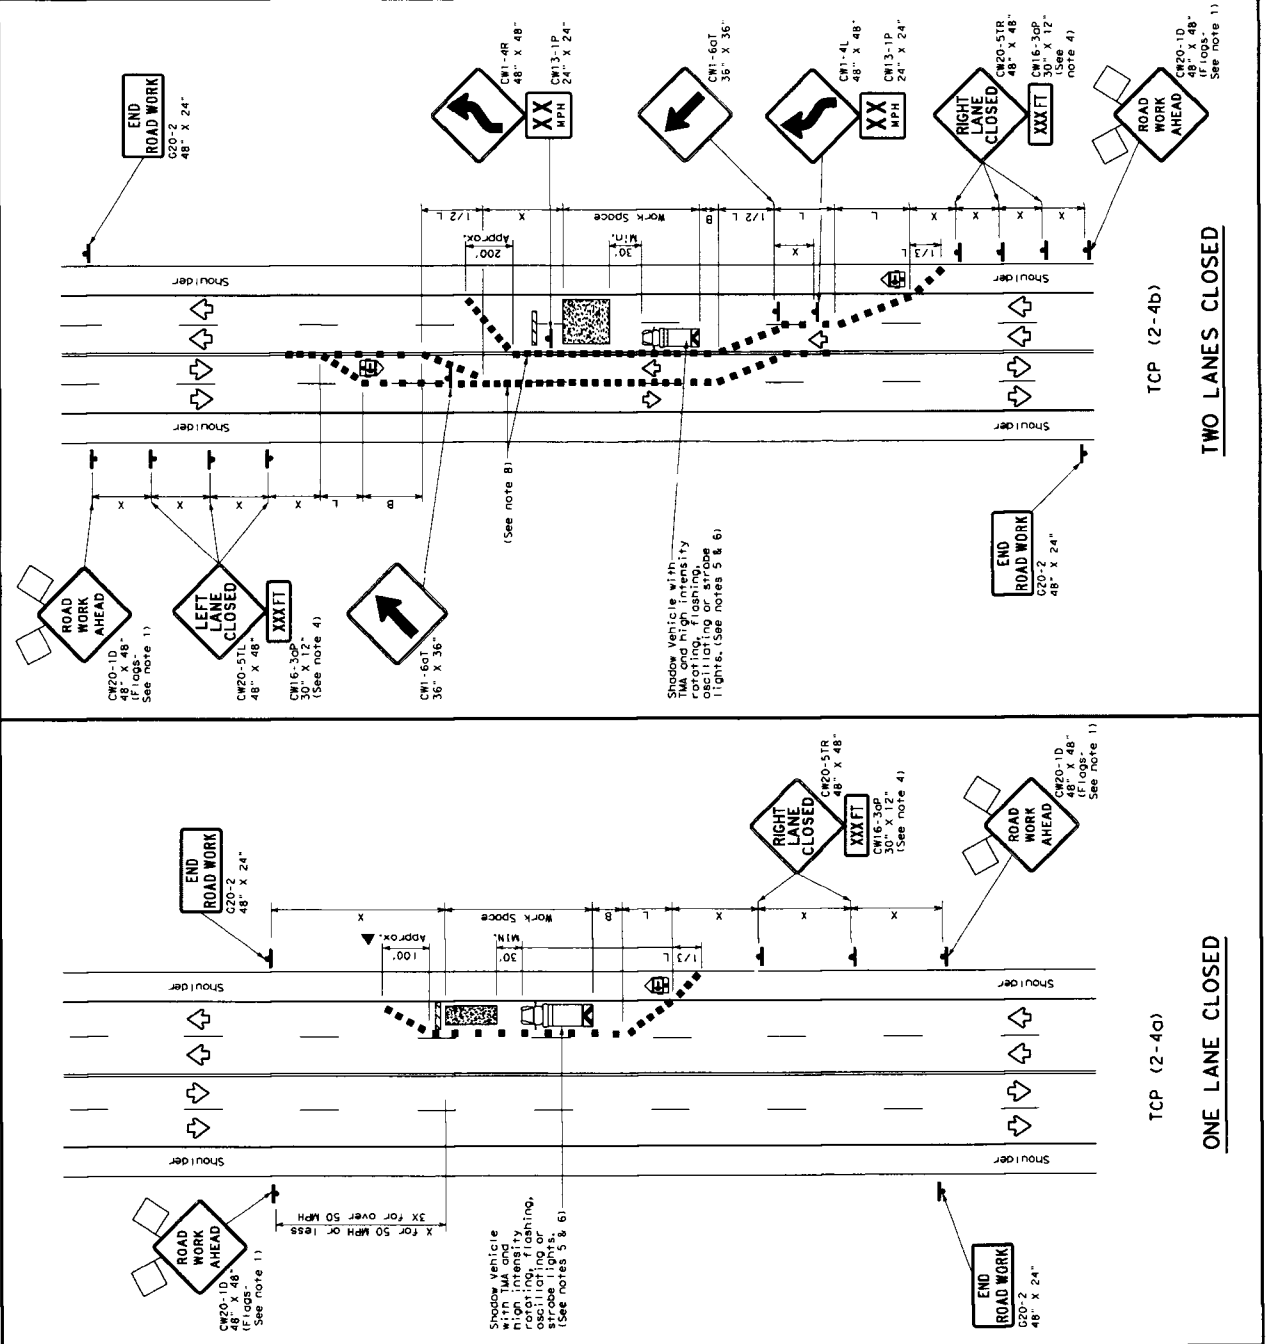 END
ROAD WORK
G20-2
48" X 24"
CW1-4R
48" X 48"
XX
MPH
CW13-1P
24" X 24"
CW1-6aT
36" X 36"
CW1-4L
48" X 48"
XX
MPH
CW13-1P
24" X 24"
RIGHT
LANE
CLOSED
CW20-5TR
48" X 48"
XXX FT
CW16-3aP
30" X 12"
(See
note 4)
ROAD
WORK
AHEAD
CW20-1D
48" X 48"
(Flags-
See note 1)
1/2 L
X
Work Space
B
1/2 L
L
L
X
X
X
X
200'
Approx.
30'
Min.
X
1/3 L
Shoulder
Shoulder
Shoulder
Shoulder
X
X
X
X
L
B
(See note 8)
ROAD
WORK
AHEAD
CW20-1D
48" X 48"
(Flags-
See note 1)
LEFT
LANE
CLOSED
CW20-5TL
48" X 48"
XXX FT
CW16-3aP
30" X 12"
(See note 4)
CW1-6aT
36" X 36"
Shadow Vehicle with
TMA and high intensity
rotating, flashing,
oscillating or strobe
lights. (See notes 5 & 6)
END
ROAD WORK
G20-2
48" X 24"
TCP (2-4b)
TWO LANES CLOSED
END
ROAD WORK
G20-2
48" X 24"
RIGHT
LANE
CLOSED
CW20-5TR
48" X 48"
XXX FT
CW16-3aP
30" X 12"
(See note 4)
ROAD
WORK
AHEAD
CW20-1D
48" X 48"
(Flags-
See note 1)
X
Work Space
B
L
X
X
X
100'
Approx.
30'
MIN.
1/3 L
Shoulder
Shoulder
Shoulder
Shoulder
X for 50 MPH or less
3X for over 50 MPH
ROAD
WORK
AHEAD
CW20-1D
48" X 48"
(Flags-
See note 1)
Shadow Vehicle
with TMA and
high intensity
rotating, flashing,
oscillating or
strobe lights.
(See notes 5 & 6)
END
ROAD WORK
G20-2
48" X 24"
TCP (2-4a)
ONE LANE CLOSED